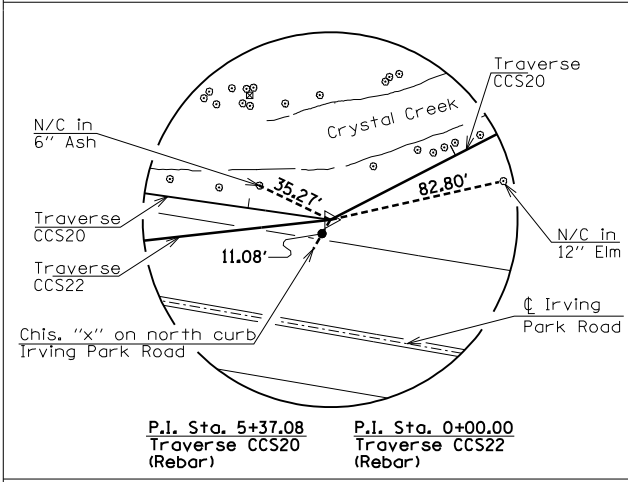 Traverse
CCS20
N/C in
6" Ash
Crystal Creek
35.27'
82.80'
Traverse
CCS20
11.08'
N/C in
12" Elm
Traverse
CCS22
℄ Irving
Park Road
Chis. "x" on north curb
Irving Park Road
P.I. Sta. 5+37.08
Traverse CCS20
(Rebar)
P.I. Sta. 0+00.00
Traverse CCS22
(Rebar)